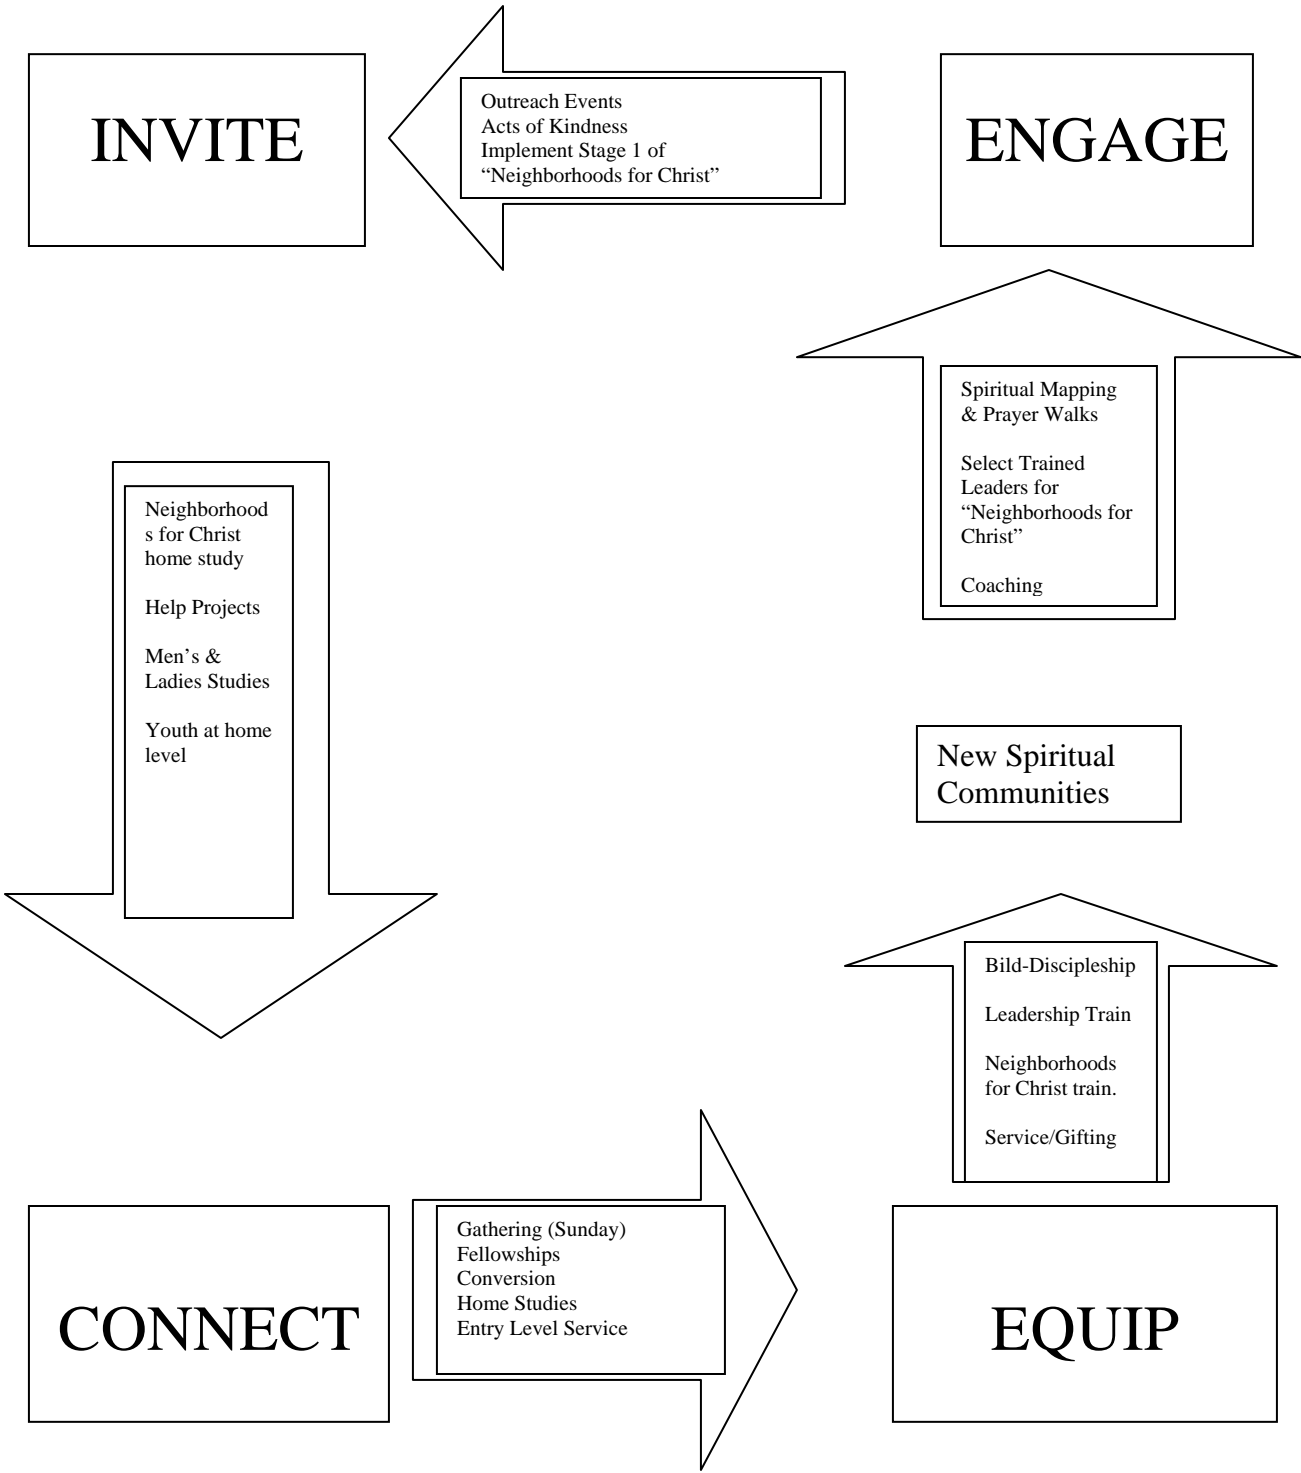 INVITE
Outreach Events
Acts of Kindness
Implement Stage 1 of
“Neighborhoods for Christ”
ENGAGE
Spiritual Mapping
& Prayer Walks
Select Trained
Leaders for
“Neighborhoods for
Christ”
Coaching
Neighborhood
s for Christ
home study
Help Projects
Men’s &
Ladies Studies
Youth at home
level
New Spiritual
Communities
Bild-Discipleship
Leadership Train
Neighborhoods
for Christ train.
Service/Gifting
CONNECT
Gathering (Sunday)
Fellowships
Conversion
Home Studies
Entry Level Service
EQUIP